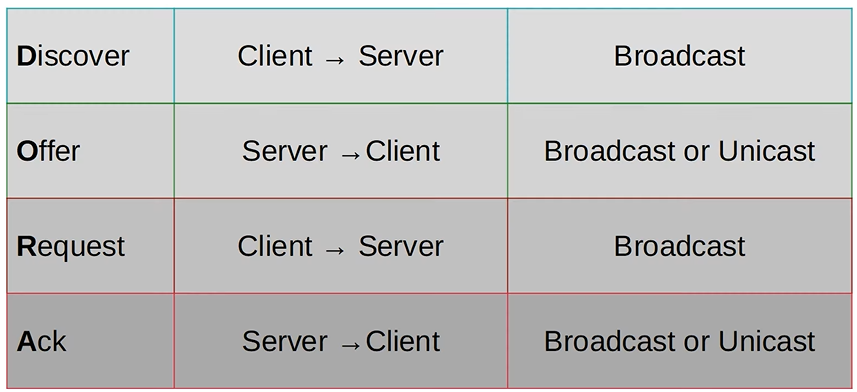 Discover Client → Server Broadcast
Offer Server →Client Broadcast or Unicast
Request Client → Server Broadcast
Ack Server →Client Broadcast or Unicast